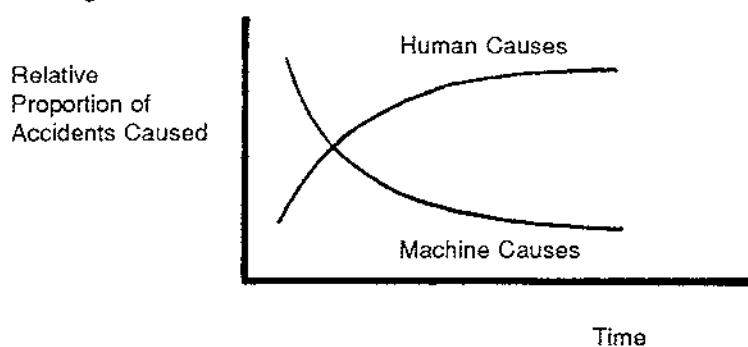 Human Causes
Relative
Proportion of
Accidents Caused
Machine Causes
Time